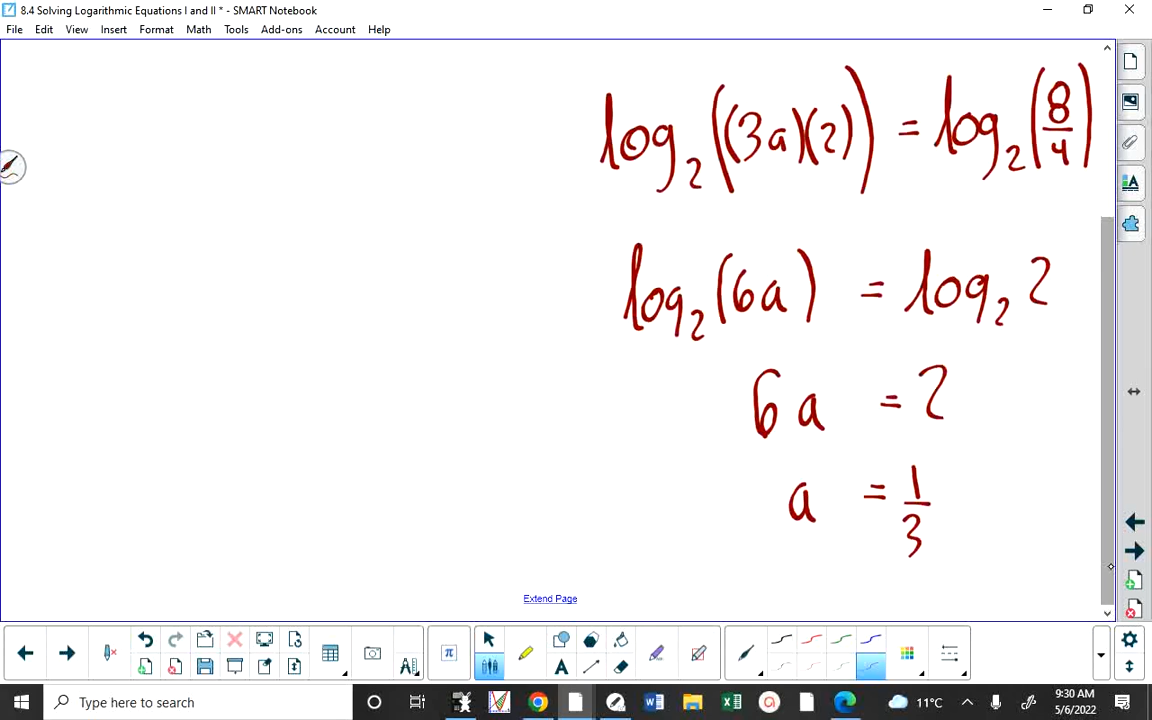 8.4 Solving Logarithmic Equations I and II * - SMART Notebook
File Edit View Insert Format Math Tools Add-ons Account Help
log₂((3a)(2)) = log₂(8/4)
log₂(6a) = log₂ 2
6a = 2
a = 1/3
Extend Page
π
A
A
Type here to search
11°C
9:30 AM
5/6/2022